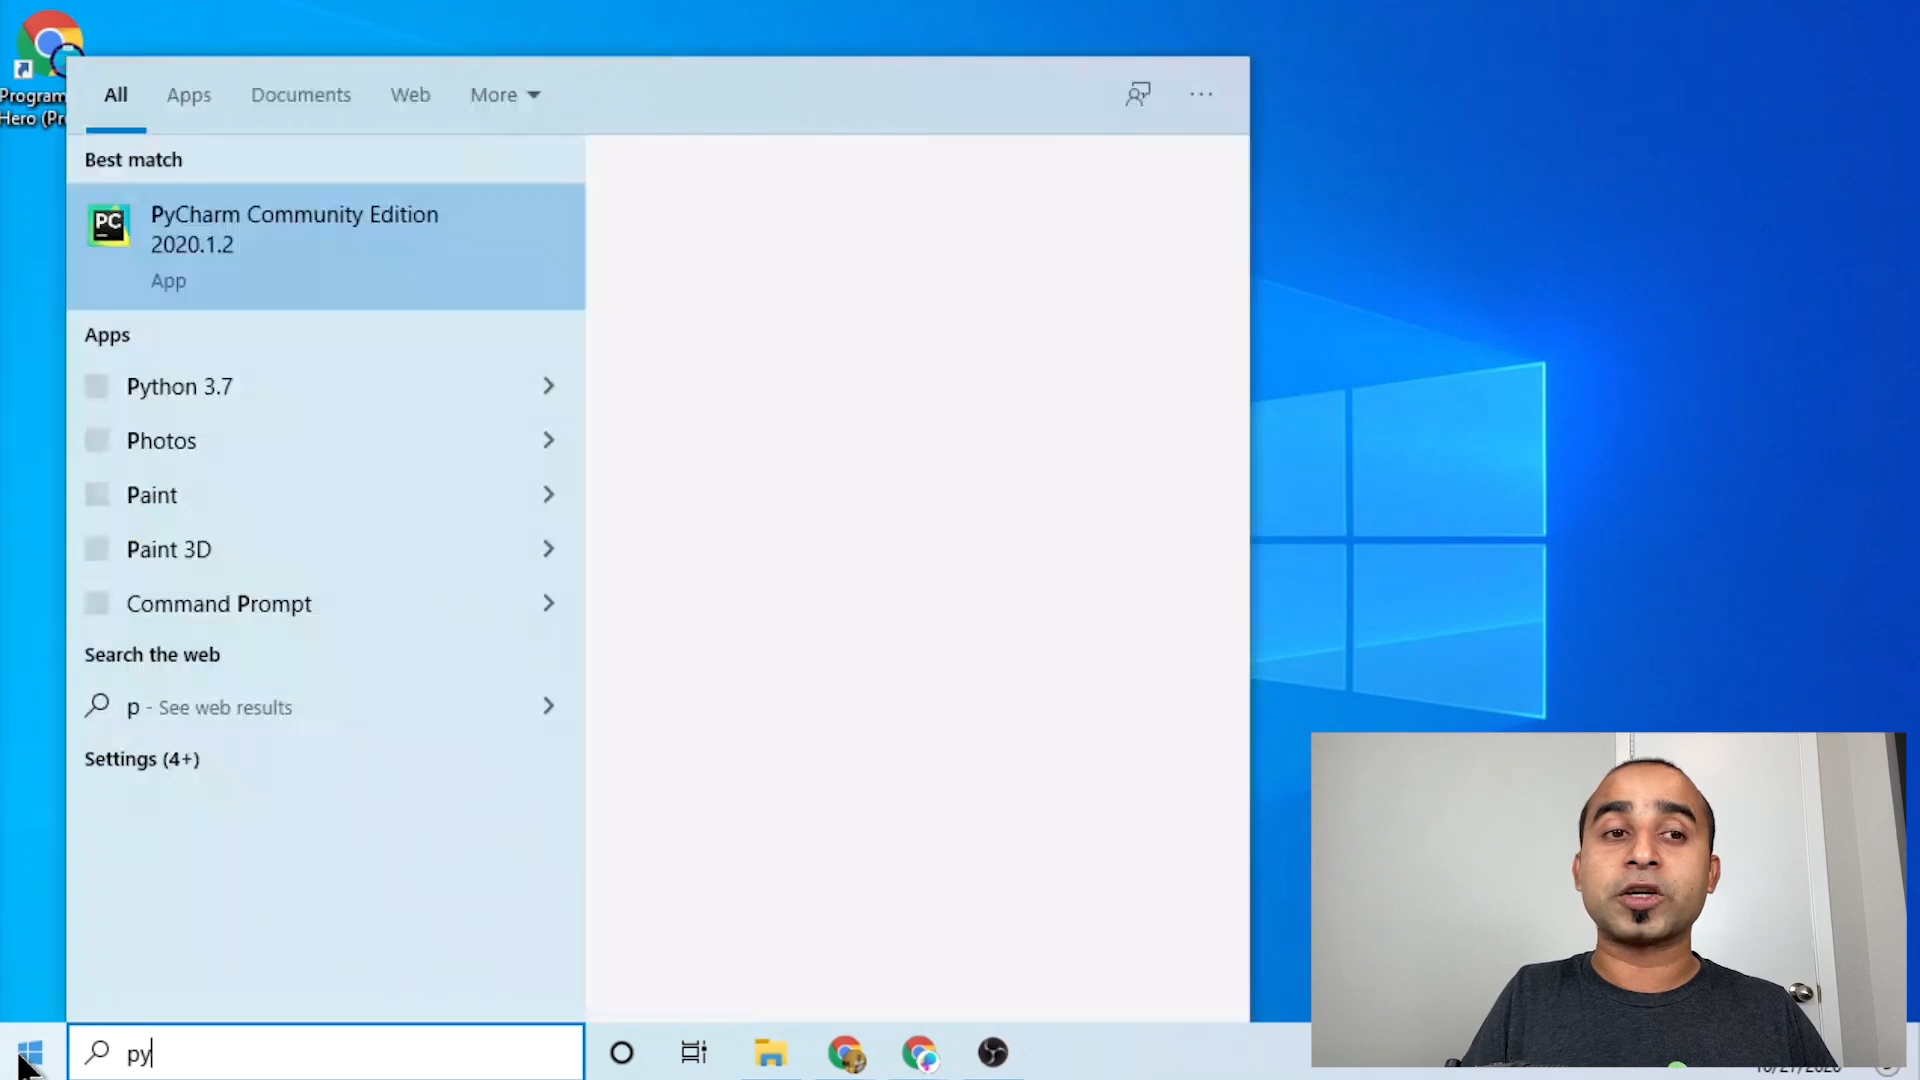 Program
Hero (Pr
All Apps Documents Web More ...
Best match
PC
PyCharm Community Edition
2020.1.2
App
Apps
Python 3.7
Photos
Paint
Paint 3D
Command Prompt
Search the web
p - See web results
Settings (4+)
py